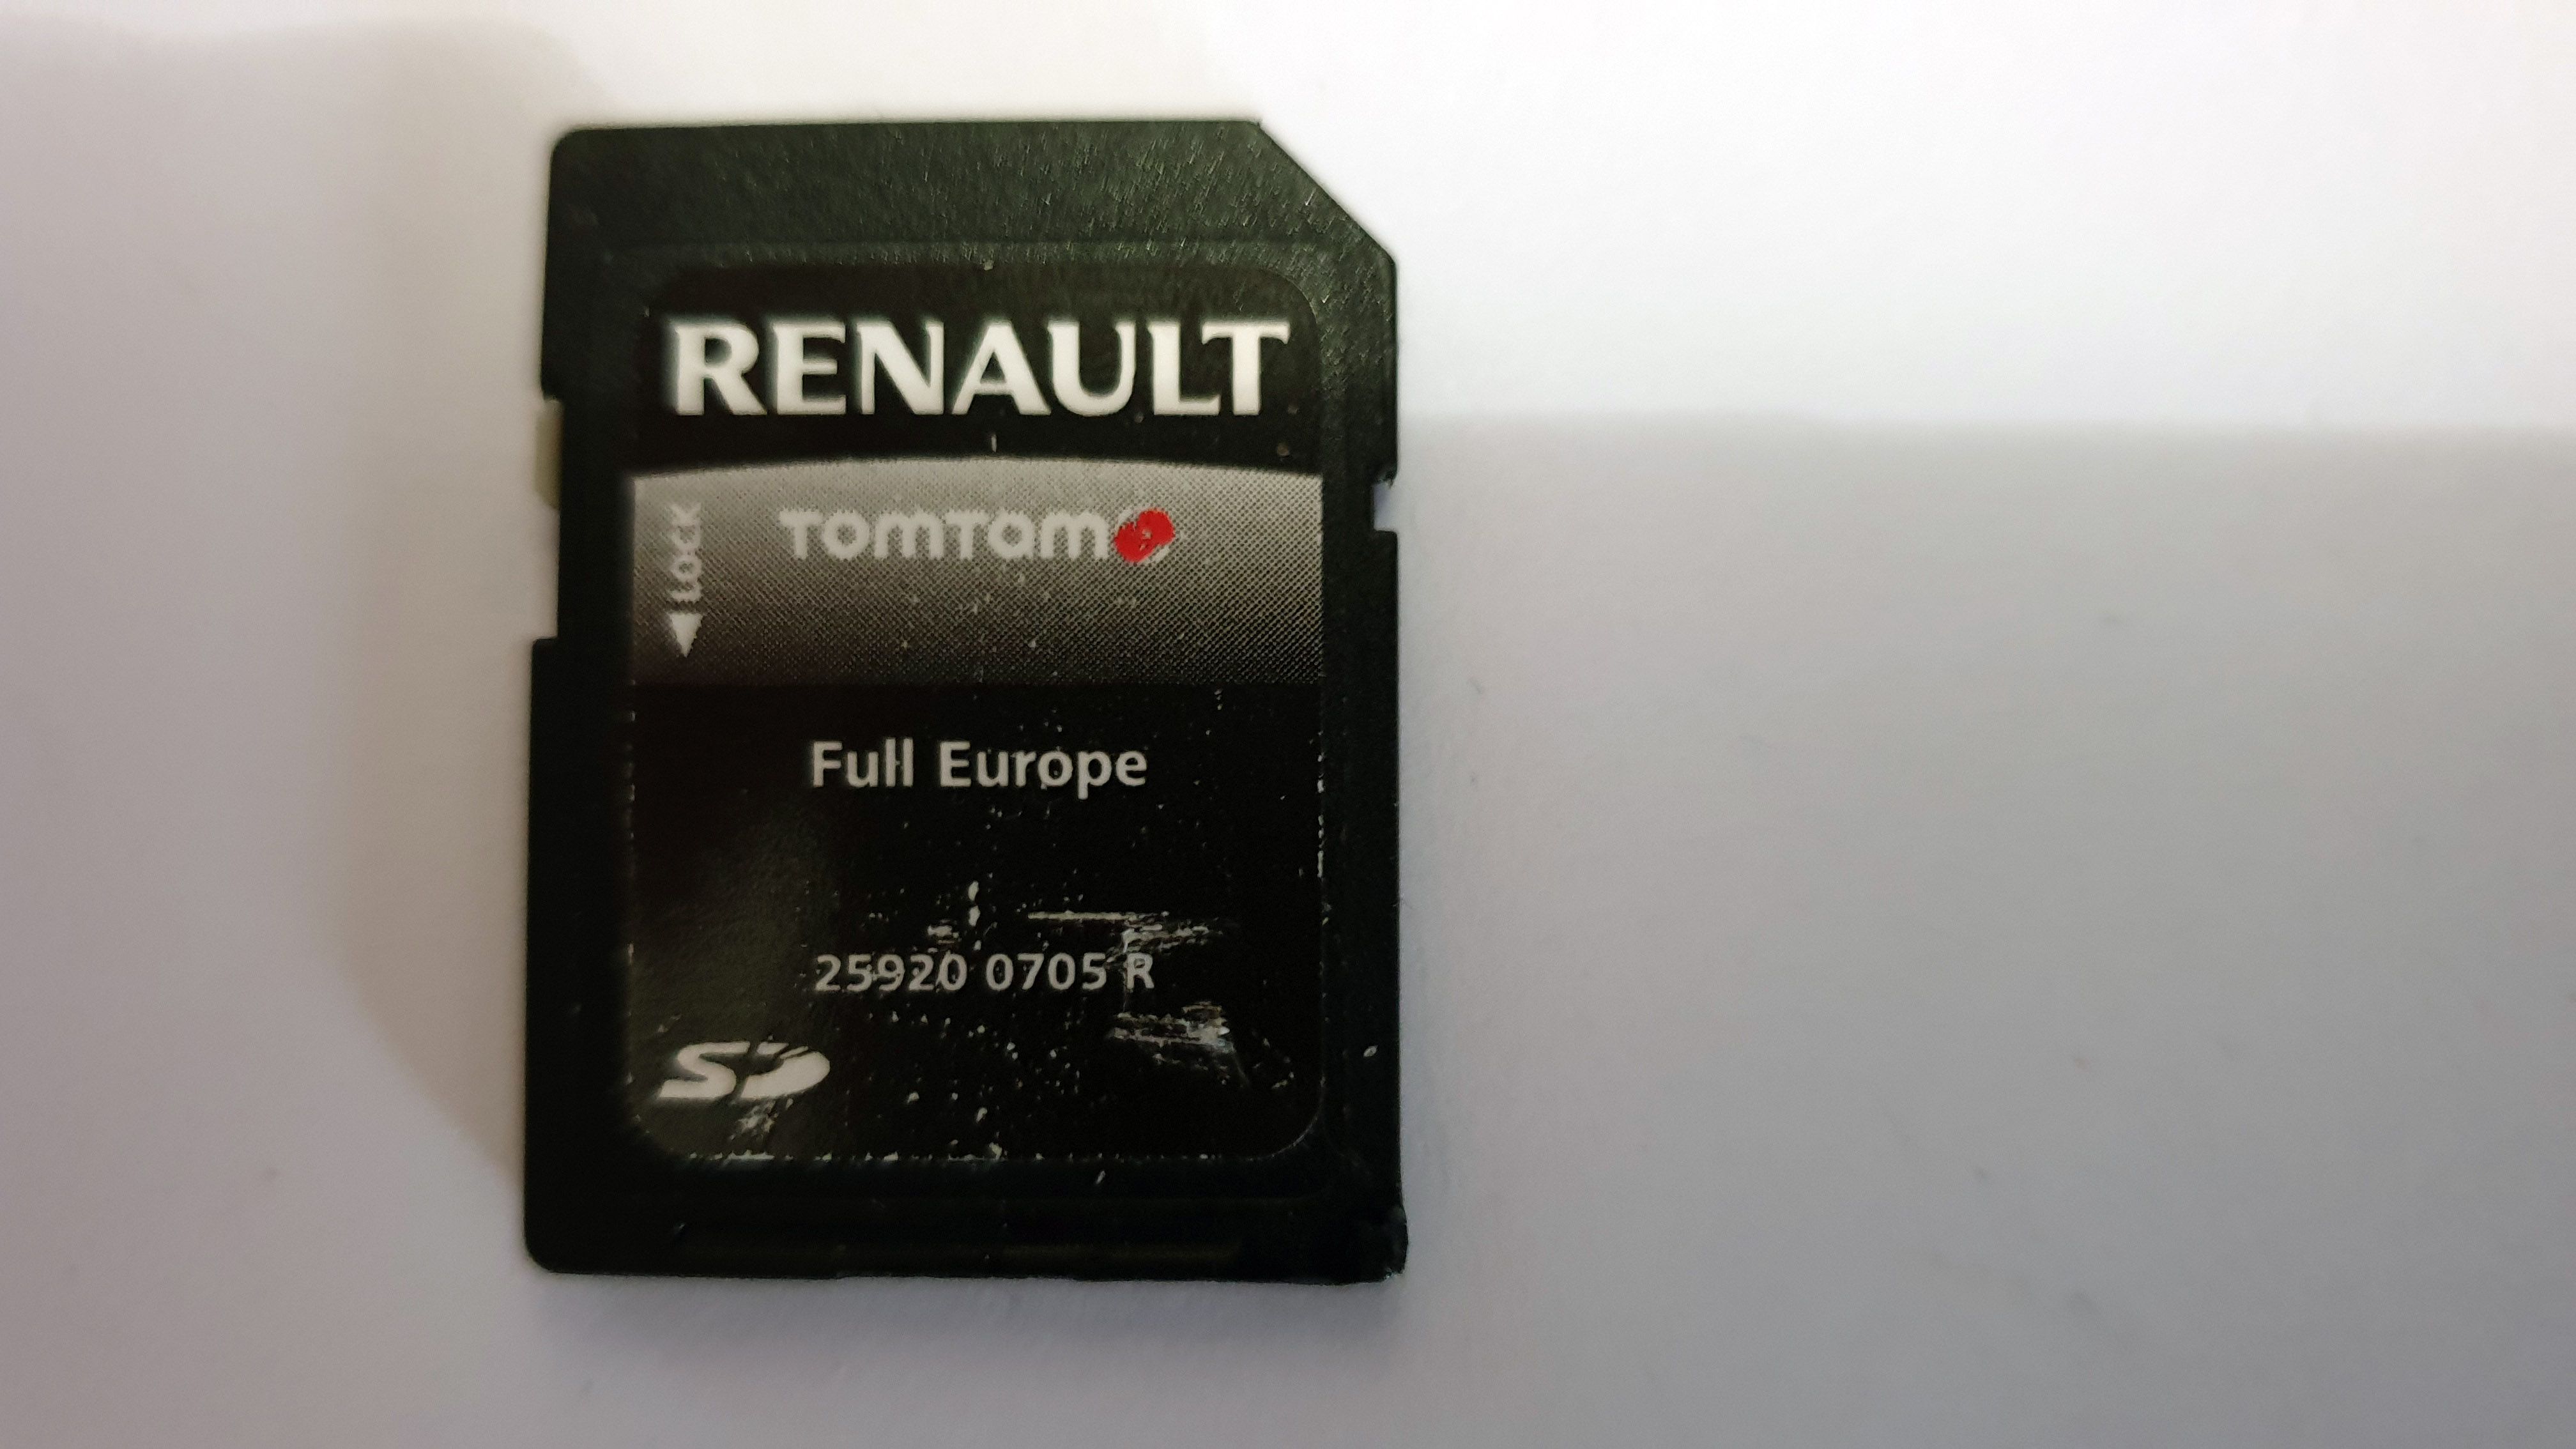 RENAULT
TOMTOM
LOCK
Full Europe
25920 0705 R
SD